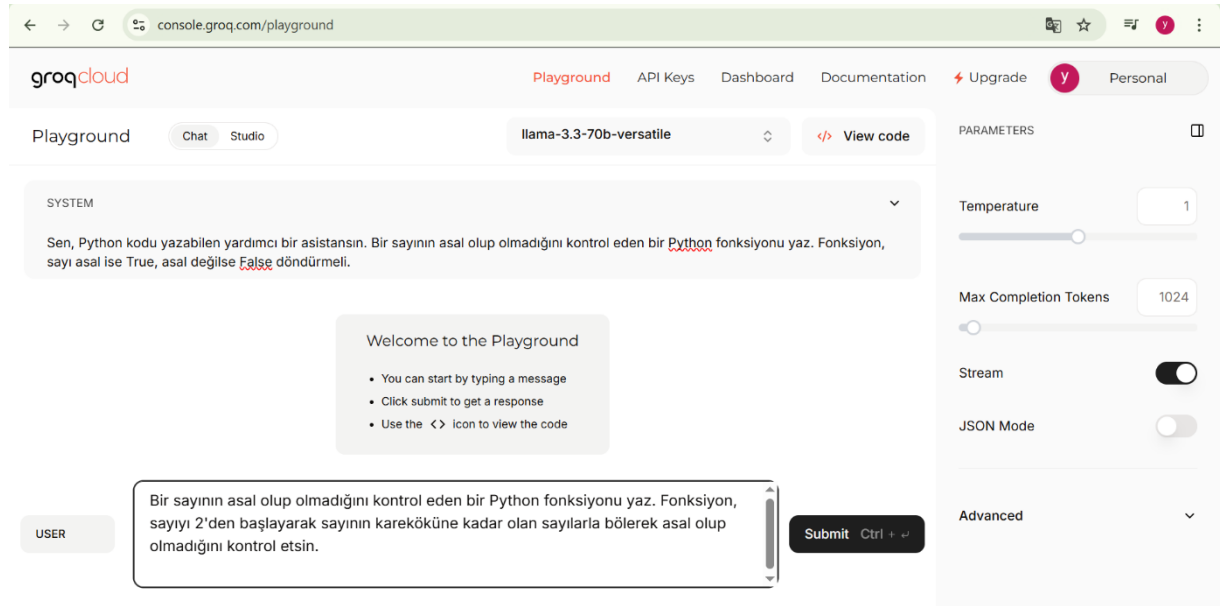 console.groq.com/playground
y
groqcloud
Playground
API Keys
Dashboard
Documentation
Upgrade
y
Personal
Playground
Chat
Studio
llama-3.3-70b-versatile
</> View code
PARAMETERS
SYSTEM
Sen, Python kodu yazabilen yardımcı bir asistansın. Bir sayının asal olup olmadığını kontrol eden bir Python fonksiyonu yaz. Fonksiyon,
sayı asal ise True, asal değilse False döndürmeli.
Temperature
1
Max Completion Tokens
1024
Stream
JSON Mode
Advanced
Welcome to the Playground
• You can start by typing a message
• Click submit to get a response
• Use the <> icon to view the code
USER
Bir sayının asal olup olmadığını kontrol eden bir Python fonksiyonu yaz. Fonksiyon,
sayıyı 2'den başlayarak sayının kareköküne kadar olan sayılarla bölerek asal olup
olmadığını kontrol etsin.
Submit Ctrl + ↵